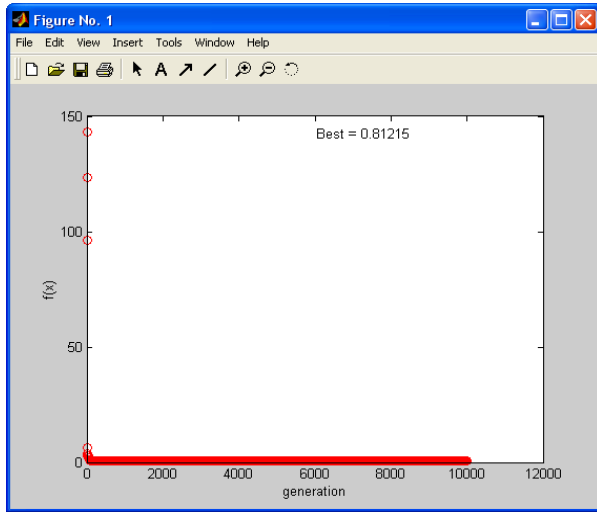 Figure No. 1
File Edit View Insert Tools Window Help
A
Best = 0.81215
150
100
50
0
f(x)
0 2000 4000 6000 8000 10000 12000
generation